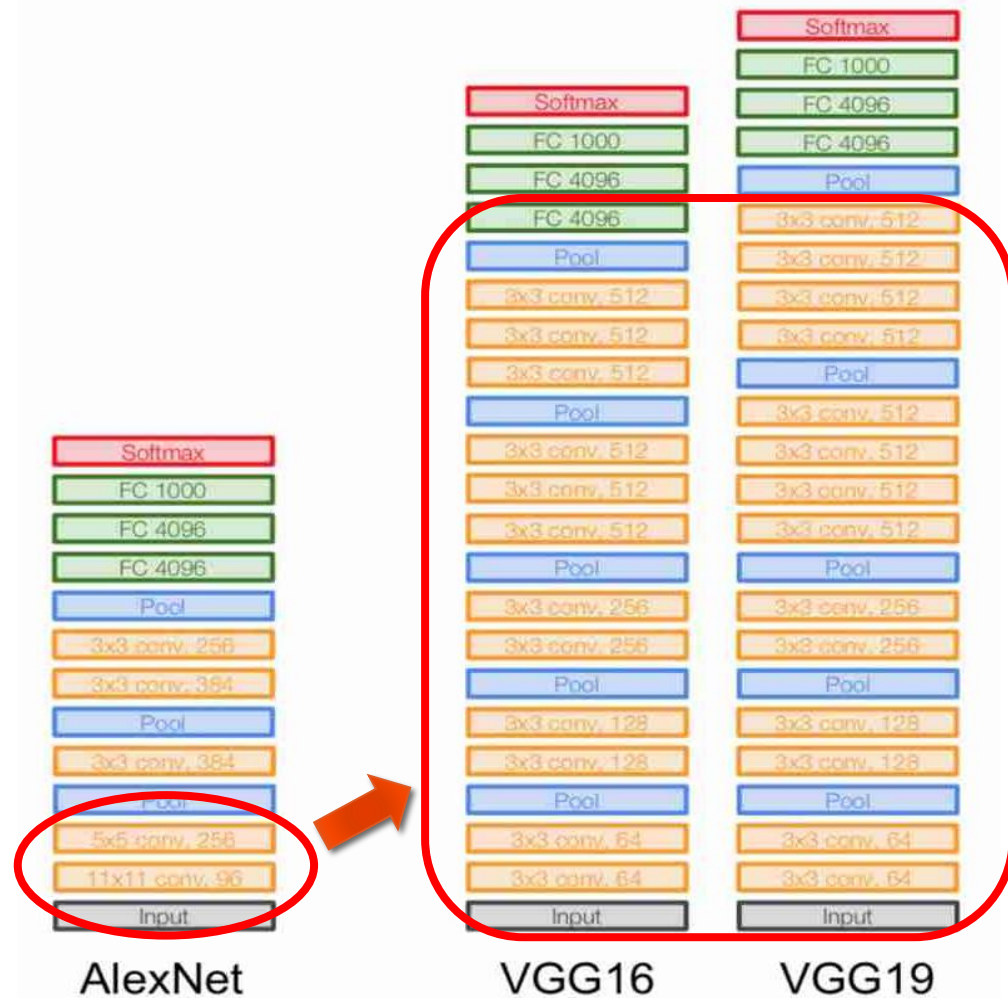 Softmax
FC 1000
FC 4096
FC 4096
Pool
3x3 conv, 256
3x3 conv, 384
Pool
3x3 conv, 384
Pool
5x5 conv, 256
11x11 conv, 96
Input
AlexNet
Softmax
FC 1000
FC 4096
FC 4096
Pool
3x3 conv, 512
3x3 conv, 512
3x3 conv, 512
Pool
3x3 conv, 512
3x3 conv, 512
3x3 conv, 512
Pool
3x3 conv, 256
3x3 conv, 256
Pool
3x3 conv, 128
3x3 conv, 128
Pool
3x3 conv, 64
3x3 conv, 64
Input
VGG16
Softmax
FC 1000
FC 4096
FC 4096
Pool
3x3 conv, 512
3x3 conv, 512
3x3 conv, 512
3x3 conv, 512
Pool
3x3 conv, 512
3x3 conv, 512
3x3 conv, 512
3x3 conv, 512
Pool
3x3 conv, 256
3x3 conv, 256
Pool
3x3 conv, 128
3x3 conv, 128
Pool
3x3 conv, 64
3x3 conv, 64
Input
VGG19